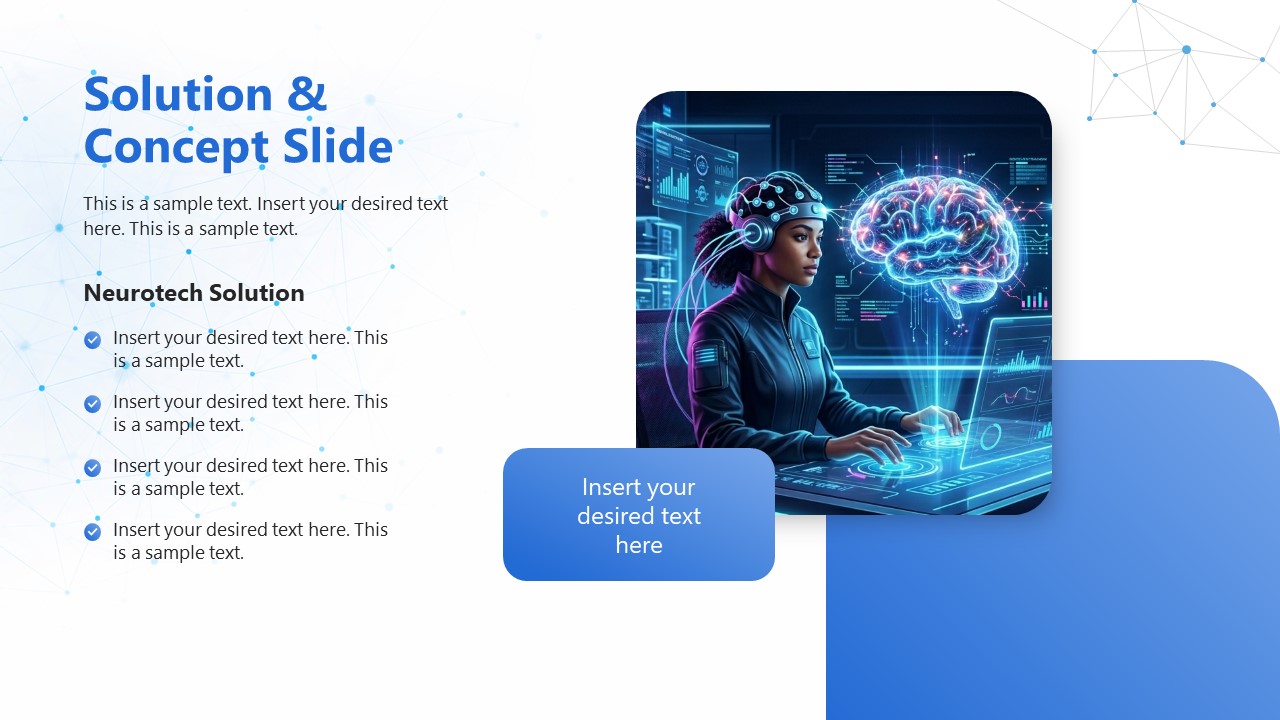 Solution &
Concept Slide
This is a sample text. Insert your desired text
here. This is a sample text.
Neurotech Solution
Insert your desired text here. This
is a sample text.
Insert your desired text here. This
is a sample text.
Insert your desired text here. This
is a sample text.
Insert your desired text here. This
is a sample text.
Insert your
desired text
here